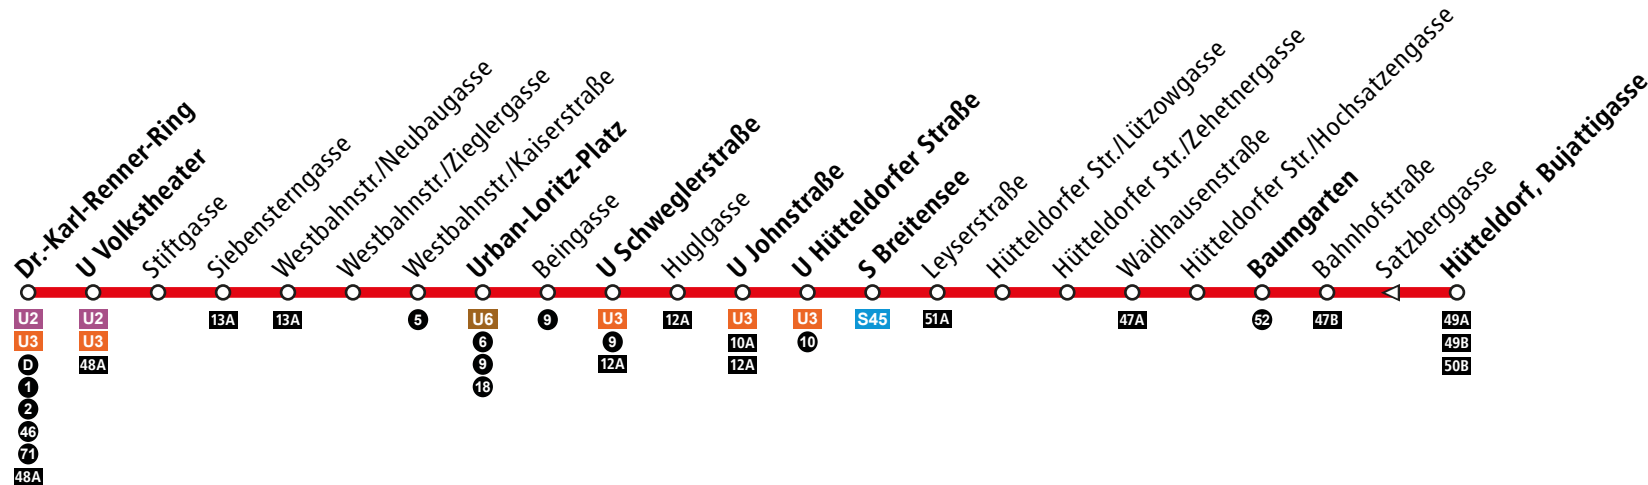 Dr.-Karl-Renner-Ring
U Volkstheater
Stiftgasse
Siebensterngasse
Westbahnstr./Neubaugasse
Westbahnstr./Zieglergasse
Westbahnstr./Kaiserstraße
Urban-Loritz-Platz
Beingasse
U Schweglerstraße
Huglgasse
U Johnstraße
U Hütteldorfer Straße
S Breitensee
Leyserstraße
Hütteldorfer Str./Lützowgasse
Hütteldorfer Str./Zehetnergasse
Waidhausenstraße
Hütteldorfer Str./Hochsatzengasse
Baumgarten
Bahnhofstraße
Satzberggasse
Hütteldorf, Bujattigasse
U2
U3
D
1
2
46
71
48A
U2
U3
48A
13A
13A
5
U6
6
9
18
9
U3
9
12A
12A
U3
10A
12A
U3
10
S45
51A
47A
52
47B
49A
49B
50B